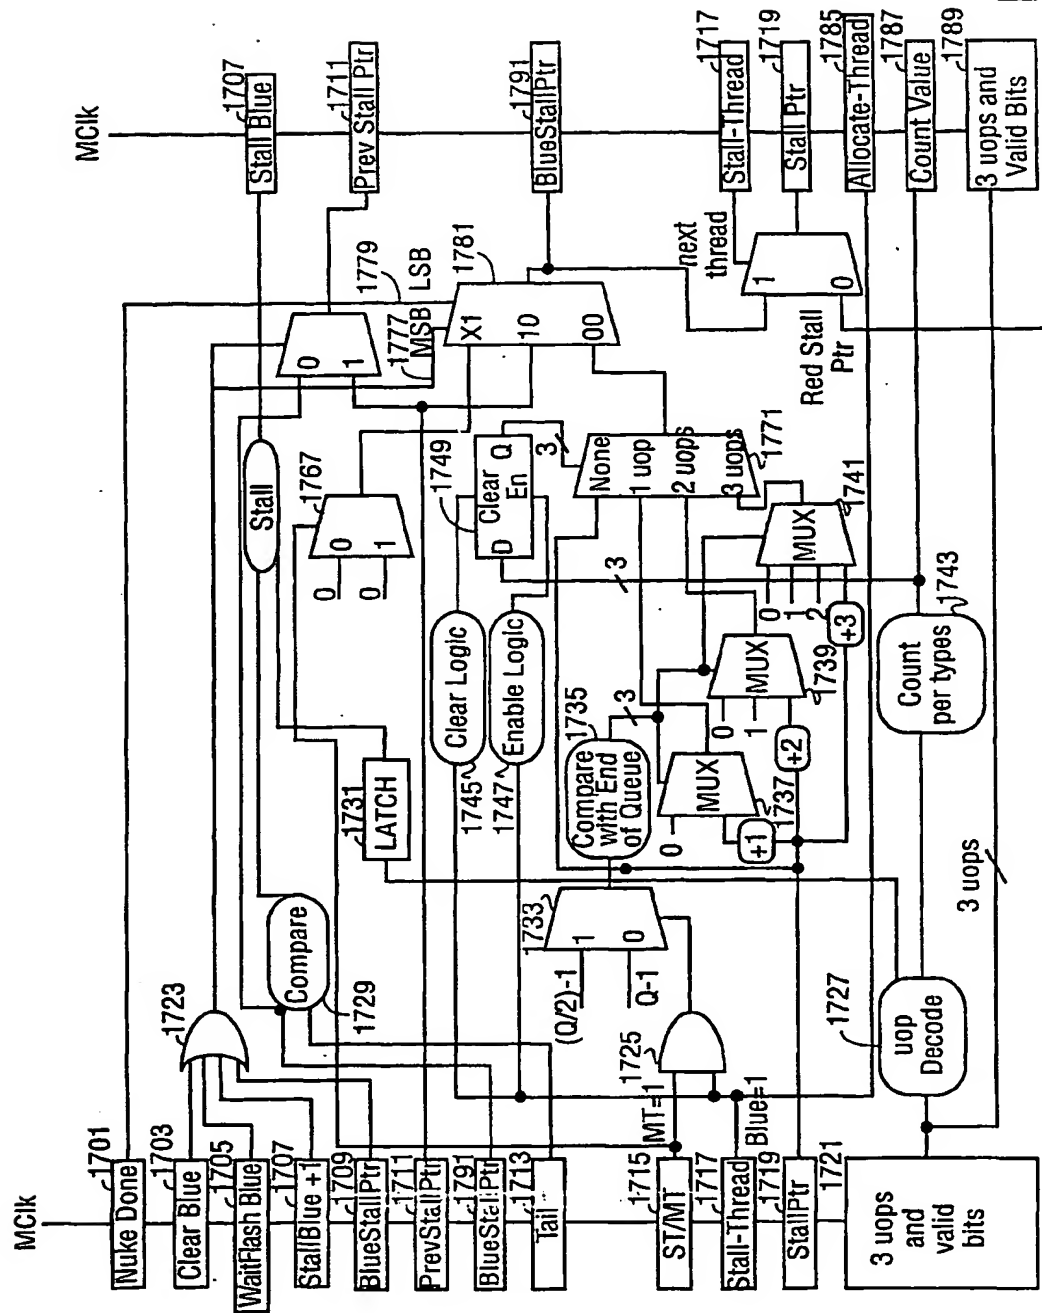 MClk
1701
Nuke Done
1703
Clear Blue
1705
WaitFlash Blue
1707
StallBlue +1
1709
BlueStallPtr
1711
PrevStallPtr
1791
BlueStallPtr
1713
Tail
1715
ST/MT
1717
Stall-Thread
1719
StallPtr
1721
3 uops
and
valid
bits
1723
Compare
1729
1725
MT=1
Blue=1
1727
uop
Decode
3 uops
(Q/2)-1
Q-1
1
0
1733
1731
LATCH
Stall
1767
0
1
0
0
1745
Clear Logic
1747
Enable Logic
1749
D
Clear
En
Q
3
3
1735
Compare
with End
of Queue
3
0
MUX
1737
+1
0
1
MUX
1739
+2
0
1
2
MUX
1741
+3
None
1 uop
2 uops
3 uops
1771
1743
Count
per types
0
1
1777
MSB
1779
LSB
1781
X1
10
00
Red Stall
Ptr
next
thread
1
0
MClk
1707
Stall Blue
1711
Prev Stall Ptr
1791
BlueStallPtr
1717
Stall-Thread
1719
Stall Ptr
1785
Allocate-Thread
1787
Count Value
1789
3 uops and
Valid Bits